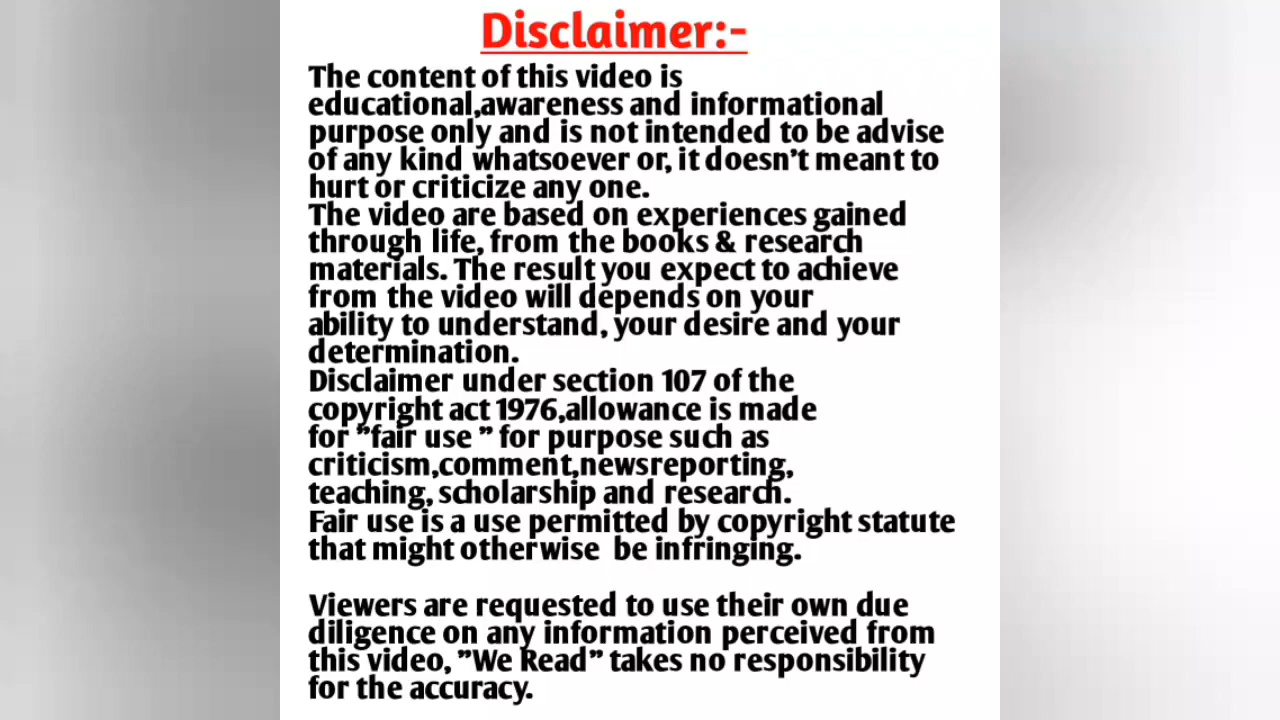 Disclaimer:-
The content of this video is
educational,awareness and informational
purpose only and is not intended to be advise
of any kind whatsoever or, it doesn't meant to
hurt or criticize any one.
The video are based on experiences gained
through life, from the books & research
materials. The result you expect to achieve
from the video will depends on your
ability to understand, your desire and your
determination.
Disclaimer under section 107 of the
copyright act 1976,allowance is made
for ”fair use ” for purpose such as
criticism,comment,newsreporting,
teaching, scholarship and research.
Fair use is a use permitted by copyright statute
that might otherwise be infringing.
Viewers are requested to use their own due
diligence on any information perceived from
this video, ”We Read” takes no responsibility
for the accuracy.